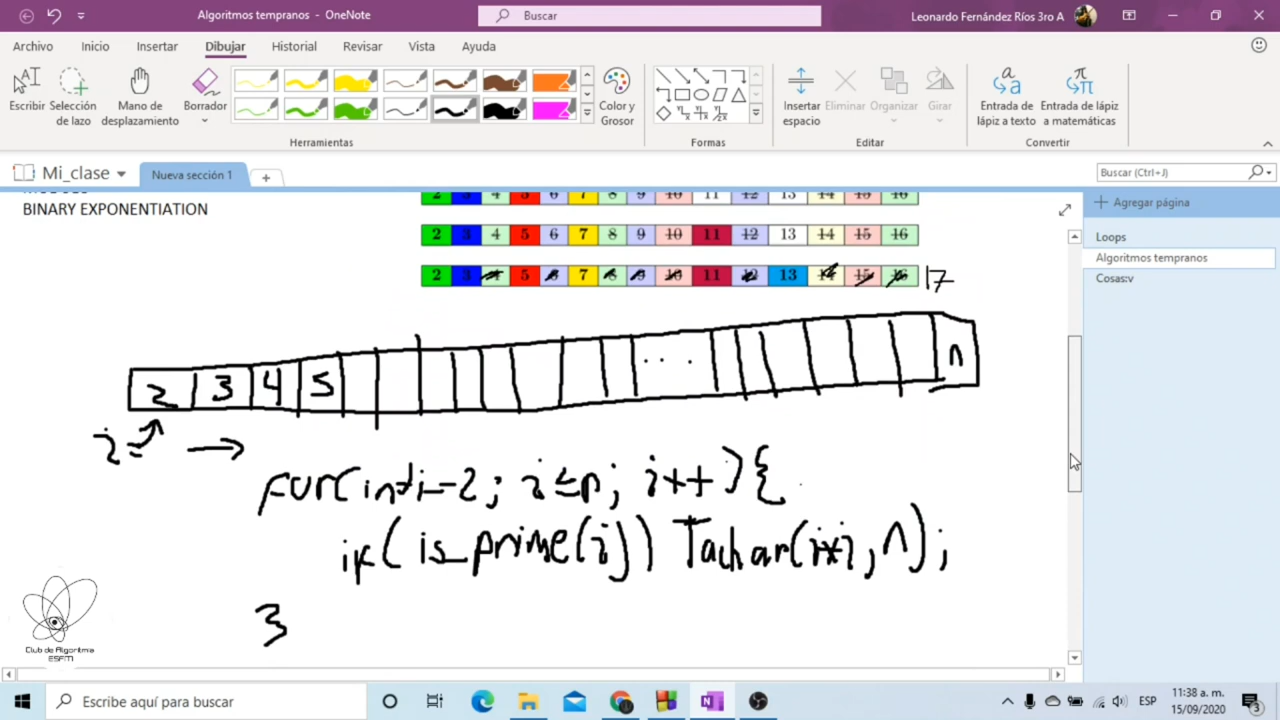 Algoritmos tempranos - OneNote
Buscar
Leonardo Fernández Ríos 3ro A
Archivo Inicio Insertar Dibujar Historial Revisar Vista Ayuda
Escribir
Selección de lazo
Mano de desplazamiento
Borrador
Color y Grosor
Insertar espacio
Eliminar
Organizar
Girar
Entrada de lápiz a texto
Entrada de lápiz a matemáticas
Herramientas
Formas
Editar
Convertir
Mi_clase
Nueva sección 1
Buscar (Ctrl+J)
Agregar página
Loops
Algoritmos tempranos
Cosas:v
BINARY EXPONENTIATION
2 3 4 5 6 7 8 9 10 11 12 13 14 15 16
2 3 4 5 6 7 8 9 10 11 12 13 14 15 16
2 3 4 5 6 7 8 9 10 11 12 13 14 15 16 17
2 3 4 5 ... n
i=
for(int i=2; i≤n; i++){
if(is_prime(i)) Tachar(i*i,n);
}
Club de Algoritmia
ESFM
Escribe aquí para buscar
ESP
11:38 a. m.
15/09/2020
3